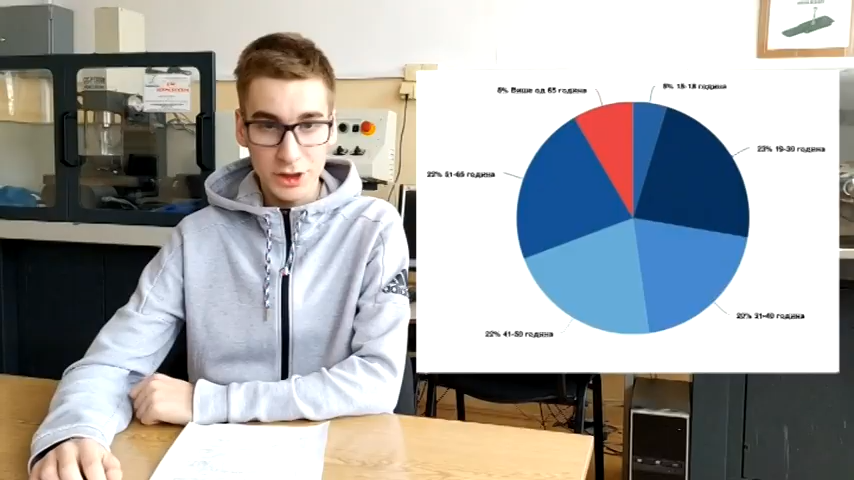 8% Више од 65 година
5% 15-18 година
23% 19-30 година
22% 51-65 година
20% 31-40 година
22% 41-50 година
adidas